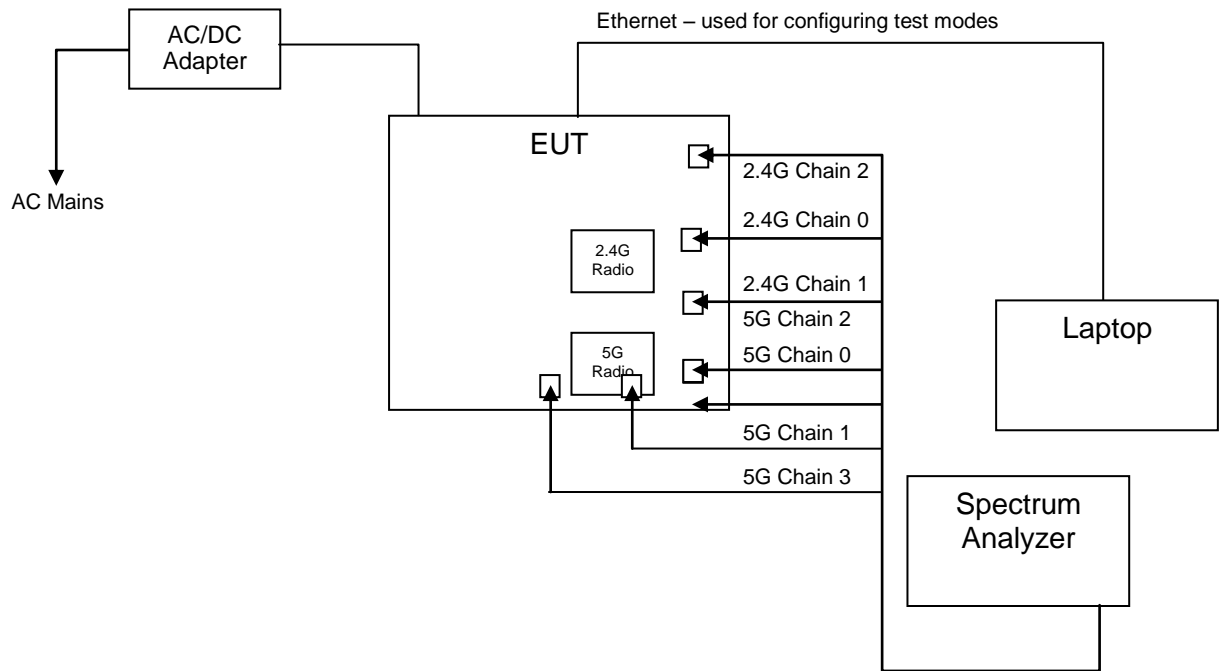 Ethernet – used for configuring test modes
AC/DC
Adapter
EUT
AC Mains
2.4G Chain 2
2.4G Chain 0
2.4G
Radio
2.4G Chain 1
5G Chain 2
5G Chain 0
5G
Radio
5G Chain 1
5G Chain 3
Laptop
Spectrum
Analyzer